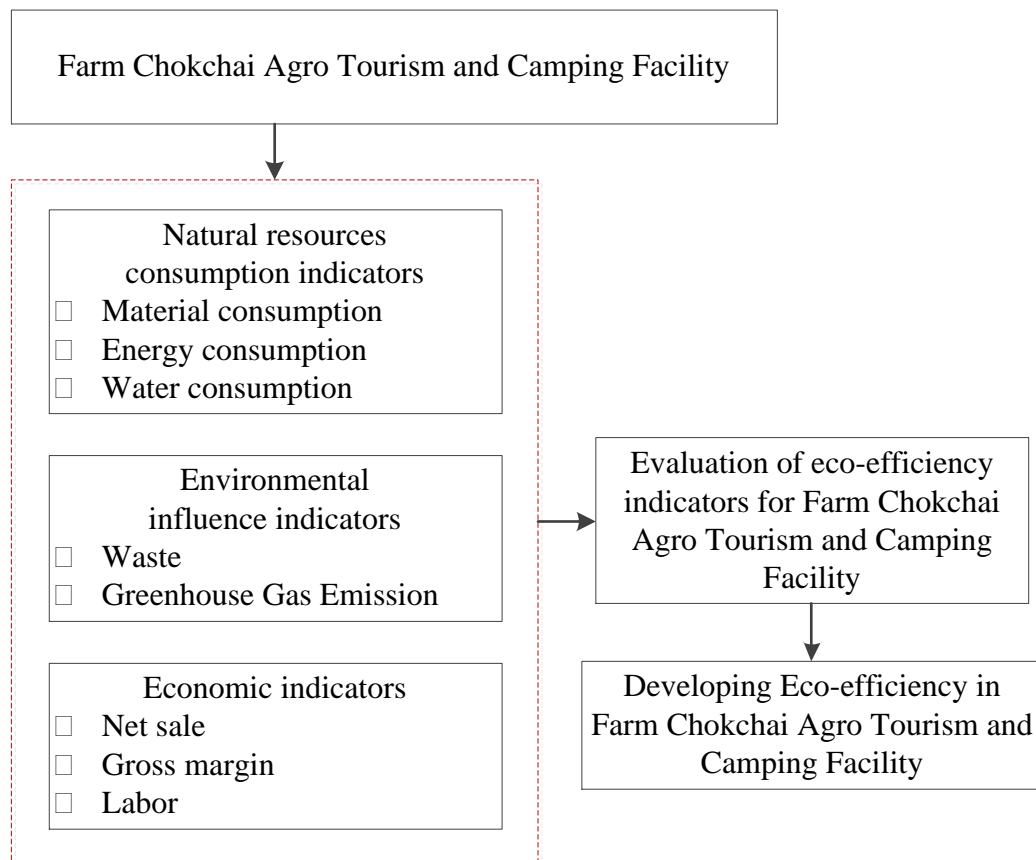 Farm Chokchai Agro Tourism and Camping Facility
Natural resources
consumption indicators
Material consumption
Energy consumption
Water consumption
Environmental
influence indicators
Waste
Greenhouse Gas Emission
Economic indicators
Net sale
Gross margin
Labor
Evaluation of eco-efficiency
indicators for Farm Chokchai
Agro Tourism and Camping
Facility
Developing Eco-efficiency in
Farm Chokchai Agro Tourism and
Camping Facility